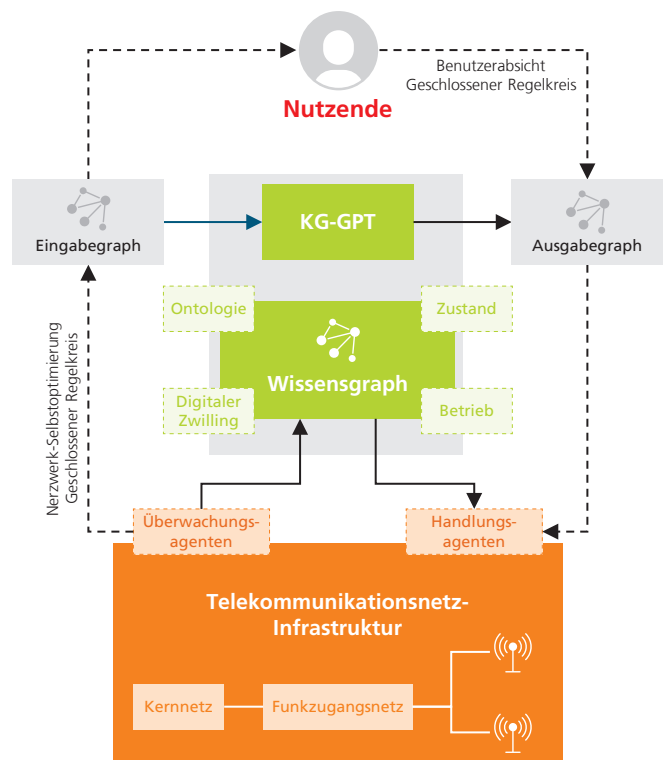 Benutzerabsicht
Geschlossener Regelkreis
Nutzende
KG-GPT
Eingabegraph
Ausgabegraph
Ontologie
Zustand
Wissensgraph
Digitaler
Zwilling
Betrieb
Nerzwerk-Selbstoptimierung
Geschlossener Regelkreis
Überwachungs-
agenten
Handlungs-
agenten
Telekommunikationsnetz-
Infrastruktur
Kernnetz
Funkzugangsnetz